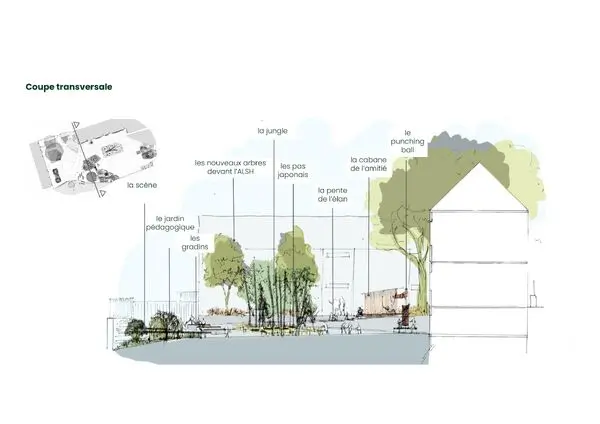 Coupe transversale
la jungle
le
punching
ball
les nouveaux arbres
devant l'ALSH
les pas
japonais
la cabane
de l'amitié
la scène
la pente
de l'élan
le jardin
pédagogique
les
gradins